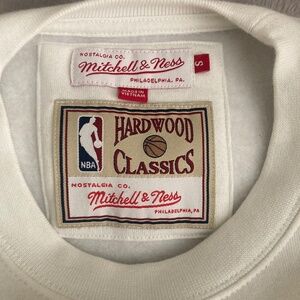 NOSTALGIA CO.
Mitchell & Ness
PHILADELPHIA, PA.
S
MADE IN
VIETNAM
HARDWOOD
CLASSICS
NBA
NOSTALGIA CO.
Mitchell & Ness
PHILADELPHIA, PA.